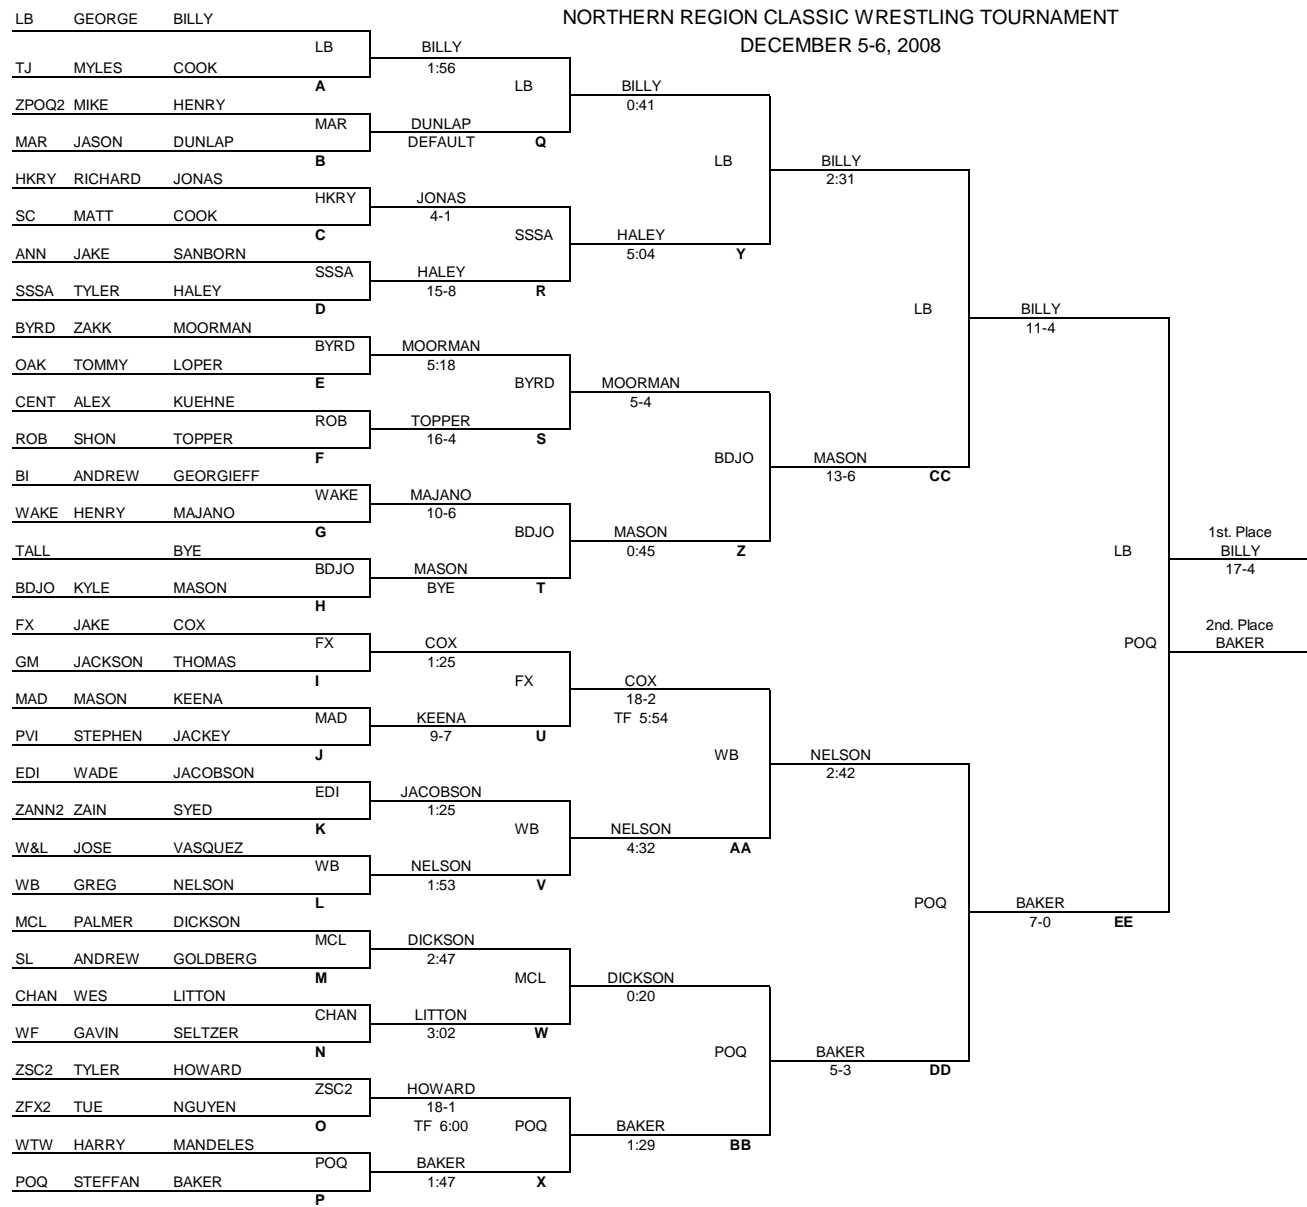 LB GEORGE BILLY NORTHERN REGION CLASSIC WRESTLING TOURNAMENT
LB BILLY DECEMBER 5-6, 2008
TJ MYLES COOK 1:56
A LB BILLY
ZPOQ2 MIKE HENRY 0:41
MAR DUNLAP
MAR JASON DUNLAP DEFAULT Q
B LB BILLY
HKRY RICHARD JONAS 2:31
HKRY JONAS
SC MATT COOK 4-1
C SSSA HALEY
ANN JAKE SANBORN 5:04 Y
SSSA HALEY
SSSA TYLER HALEY 15-8 R
D LB BILLY
BYRD ZAKK MOORMAN 11-4
BYRD MOORMAN
OAK TOMMY LOPER 5:18
E BYRD MOORMAN
CENT ALEX KUEHNE 5-4
ROB TOPPER
ROB SHON TOPPER 16-4 S
F BDJO MASON
BI ANDREW GEORGIEFF 13-6 CC
WAKE MAJANO
WAKE HENRY MAJANO 10-6
G BDJO MASON 1st. Place
TALL BYE 0:45 Z LB BILLY
BDJO MASON 17-4
BDJO KYLE MASON BYE T
H
FX JAKE COX 2nd. Place
FX COX POQ BAKER
GM JACKSON THOMAS 1:25
I FX COX
MAD MASON KEENA 18-2
MAD KEENA TF 5:54
PVI STEPHEN JACKEY 9-7 U
J WB NELSON
EDI WADE JACOBSON 2:42
EDI JACOBSON
ZANN2 ZAIN SYED 1:25
K WB NELSON
W&L JOSE VASQUEZ 4:32 AA
WB NELSON
WB GREG NELSON 1:53 V
L POQ BAKER
MCL PALMER DICKSON 7-0 EE
MCL DICKSON
SL ANDREW GOLDBERG 2:47
M MCL DICKSON
CHAN WES LITTON 0:20
CHAN LITTON
WF GAVIN SELTZER 3:02 W
N POQ BAKER
ZSC2 TYLER HOWARD 5-3 DD
ZSC2 HOWARD
ZFX2 TUE NGUYEN 18-1
O TF 6:00 POQ BAKER
WTW HARRY MANDELES 1:29 BB
POQ BAKER
POQ STEFFAN BAKER 1:47 X
P